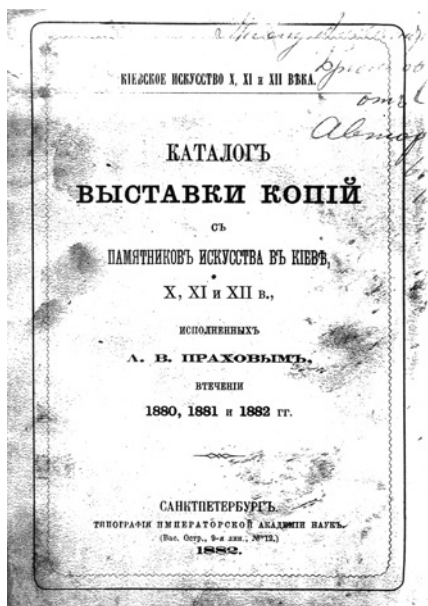 КІЕВСКОЕ ИСКУССТВО X, XI и XII ВѢКА.
отъ
Автор
КАТАЛОГЪ
ВЫСТАВКИ КОПІЙ
СЪ
ПАМЯТНИКОВЪ ИСКУССТВА ВЪ КІЕВѢ,
X, XI и XII в.,
ИСПОЛНЕННЫХЪ
А. В. ПРАХОВЫМЪ,
ВТЕЧЕНІИ
1880, 1881 и 1882 гг.
САНКТПЕТЕРБУРГЪ.
ТИПОГРАФІЯ ИМПЕРАТОРСКОЙ АКАДЕМІИ НАУКЪ.
(Вас. Остр., 9-я лин., № 12.)
1882.